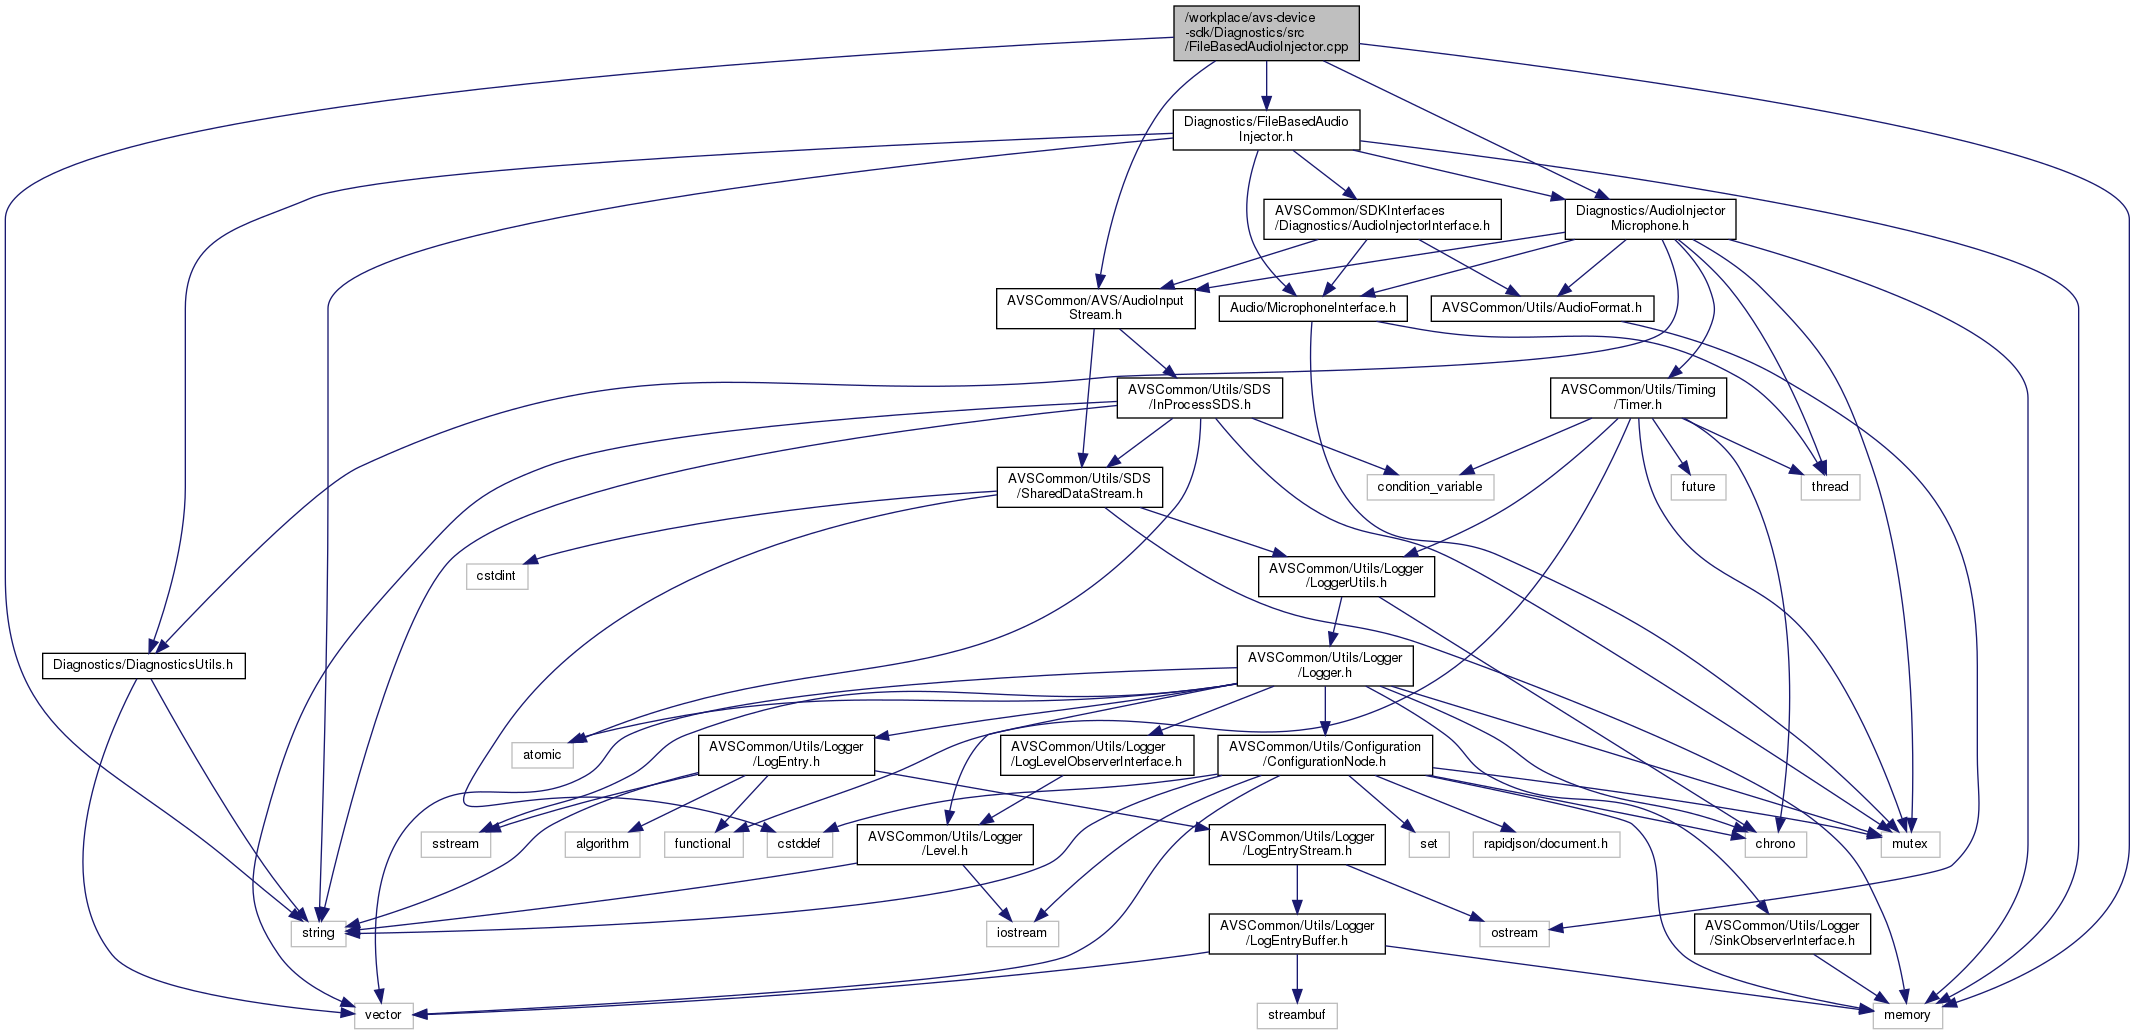 /workplace/avs-device
-sdk/Diagnostics/src
/FileBasedAudioInjector.cpp
Diagnostics/FileBasedAudio
Injector.h
AVSCommon/SDKInterfaces
/Diagnostics/AudioInjectorInterface.h
Diagnostics/AudioInjector
Microphone.h
AVSCommon/AVS/AudioInput
Stream.h
Audio/MicrophoneInterface.h
AVSCommon/Utils/AudioFormat.h
AVSCommon/Utils/SDS
/InProcessSDS.h
AVSCommon/Utils/Timing
/Timer.h
AVSCommon/Utils/SDS
/SharedDataStream.h
condition_variable
future
thread
cstdint
AVSCommon/Utils/Logger
/LoggerUtils.h
Diagnostics/DiagnosticsUtils.h
AVSCommon/Utils/Logger
/Logger.h
atomic
AVSCommon/Utils/Logger
/LogEntry.h
AVSCommon/Utils/Logger
/LogLevelObserverInterface.h
AVSCommon/Utils/Configuration
/ConfigurationNode.h
sstream
algorithm
functional
cstddef
AVSCommon/Utils/Logger
/Level.h
AVSCommon/Utils/Logger
/LogEntryStream.h
set
rapidjson/document.h
chrono
mutex
string
iostream
AVSCommon/Utils/Logger
/LogEntryBuffer.h
ostream
AVSCommon/Utils/Logger
/SinkObserverInterface.h
vector
streambuf
memory